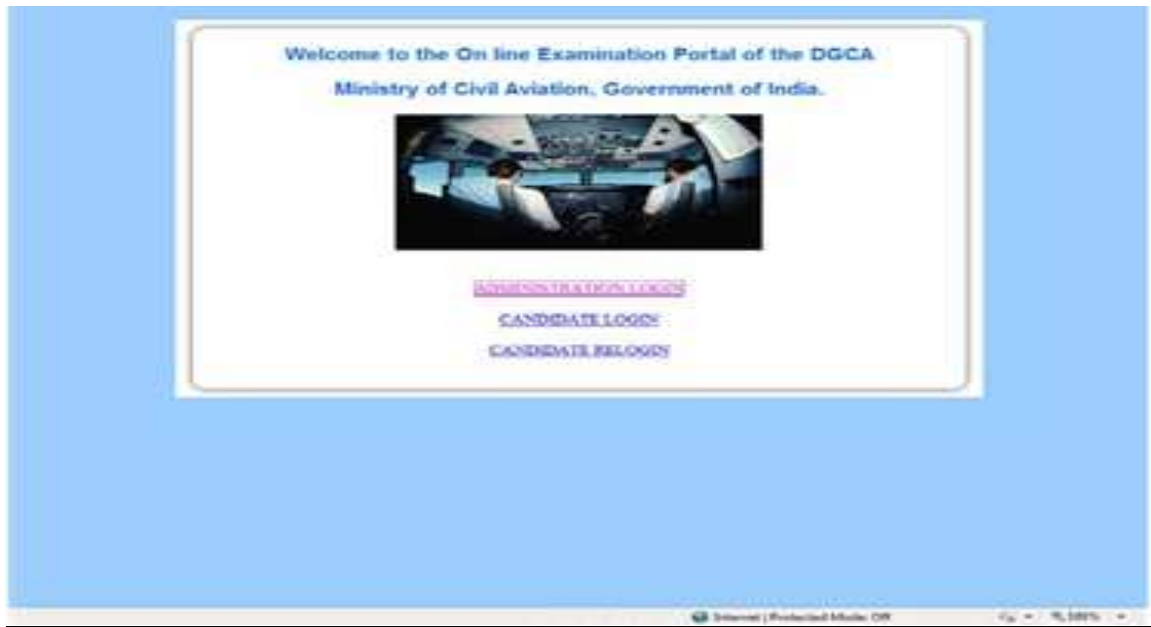 Welcome to the On line Examination Portal of the DGCA
Ministry of Civil Aviation, Government of India.
ADMINISTRATION LOGIN
CANDIDATE LOGIN
CANDIDATE RELOGIN
Internet | Protected Mode: Off
100%